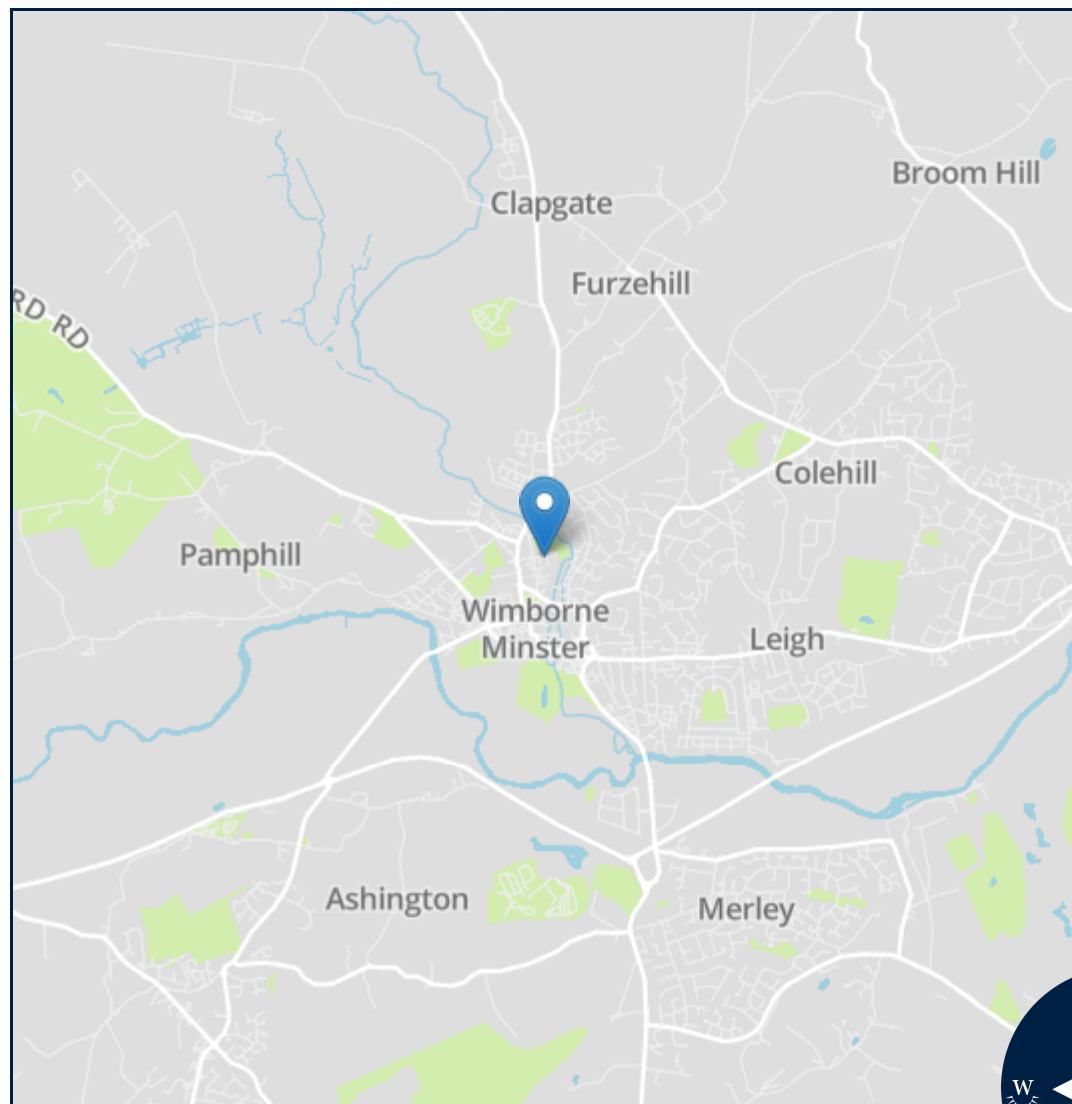 Broom Hill
Clapgate
Furzehill
RD RD
Colehill
Pamphill
Wimborne
Minster
Leigh
Ashington
Merley
W